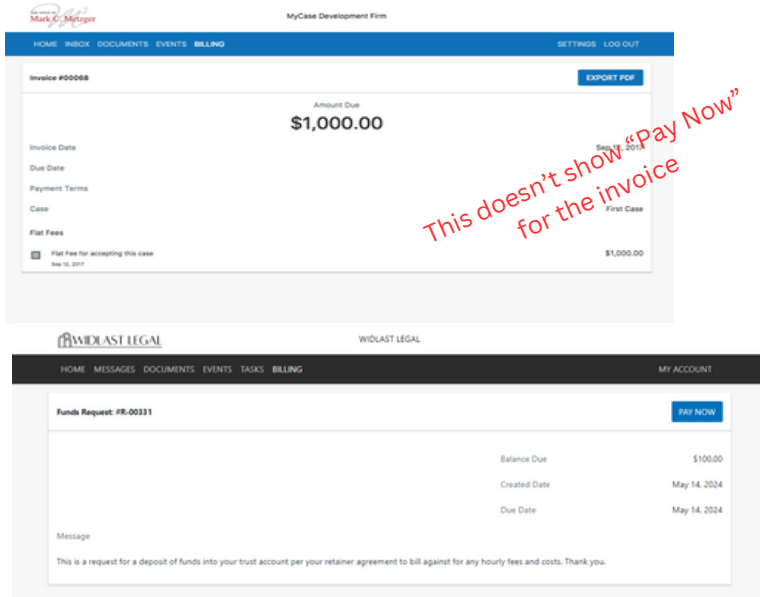 Mark C. Metzger
MyCase Development Firm
HOME INBOX DOCUMENTS EVENTS BILLING
SETTINGS LOG OUT
Invoice #00068
EXPORT PDF
Amount Due
$1,000.00
Invoice Date
Sep 12, 2017
Due Date
Payment Terms
Case
First Case
This doesn't show “Pay Now”
for the invoice
Flat Fees
Flat Fee for accepting this case
$1,000.00
Sep 12, 2017
WIDLAST LEGAL
WIDLAST LEGAL
HOME MESSAGES DOCUMENTS EVENTS TASKS BILLING
MY ACCOUNT
Funds Request: #R-00331
PAY NOW
Balance Due
$100.00
Created Date
May 14, 2024
Due Date
May 14, 2024
Message
This is a request for a deposit of funds into your trust account per your retainer agreement to bill against for any hourly fees and costs. Thank you.